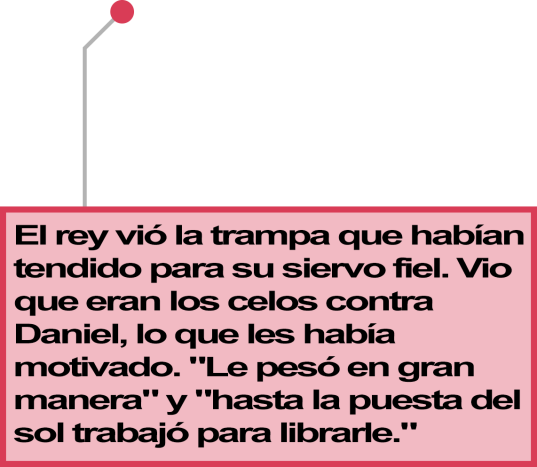 El rey vió la trampa que habían
tendido para su siervo fiel. Vio
que eran los celos contra
Daniel, lo que les había
motivado. "Le pesó en gran
manera" y "hasta la puesta del
sol trabajó para librarle."